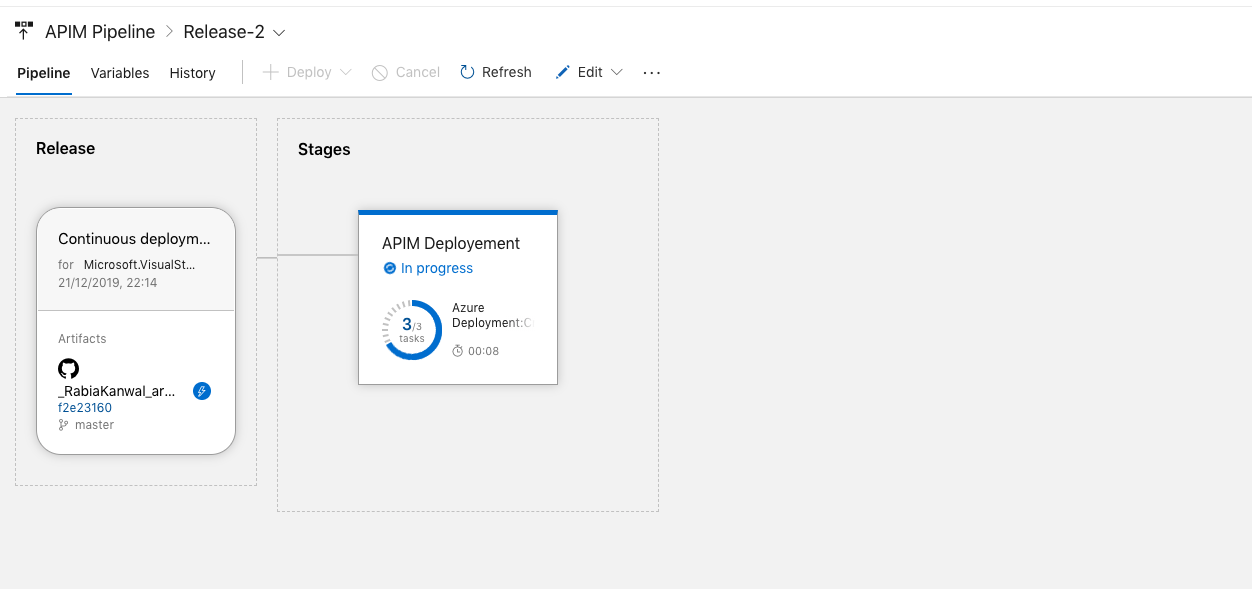 APIM Pipeline > Release-2
Pipeline Variables History Deploy Cancel Refresh Edit ...
Release
Continuous deploym...
for Microsoft.VisualSt...
21/12/2019, 22:14
Artifacts
_RabiaKanwal_ar...
f2e23160
master
Stages
APIM Deployement
In progress
3/3
tasks
Azure
Deployment:C
00:08